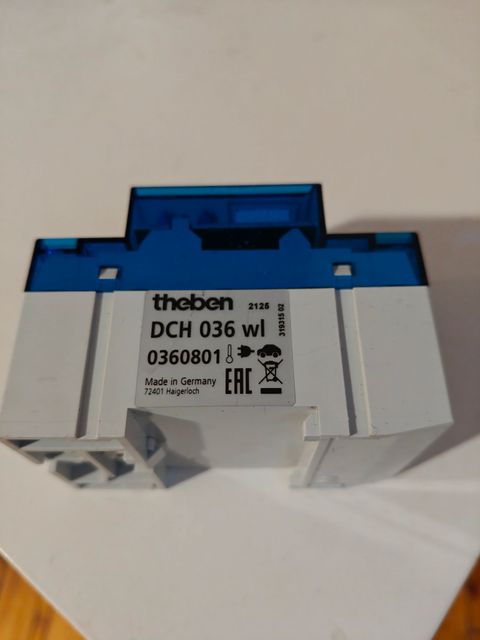 theben 2125
DCH 036 wl
0360801
Made in Germany
72401 Haigerloch
EAC
319315 02